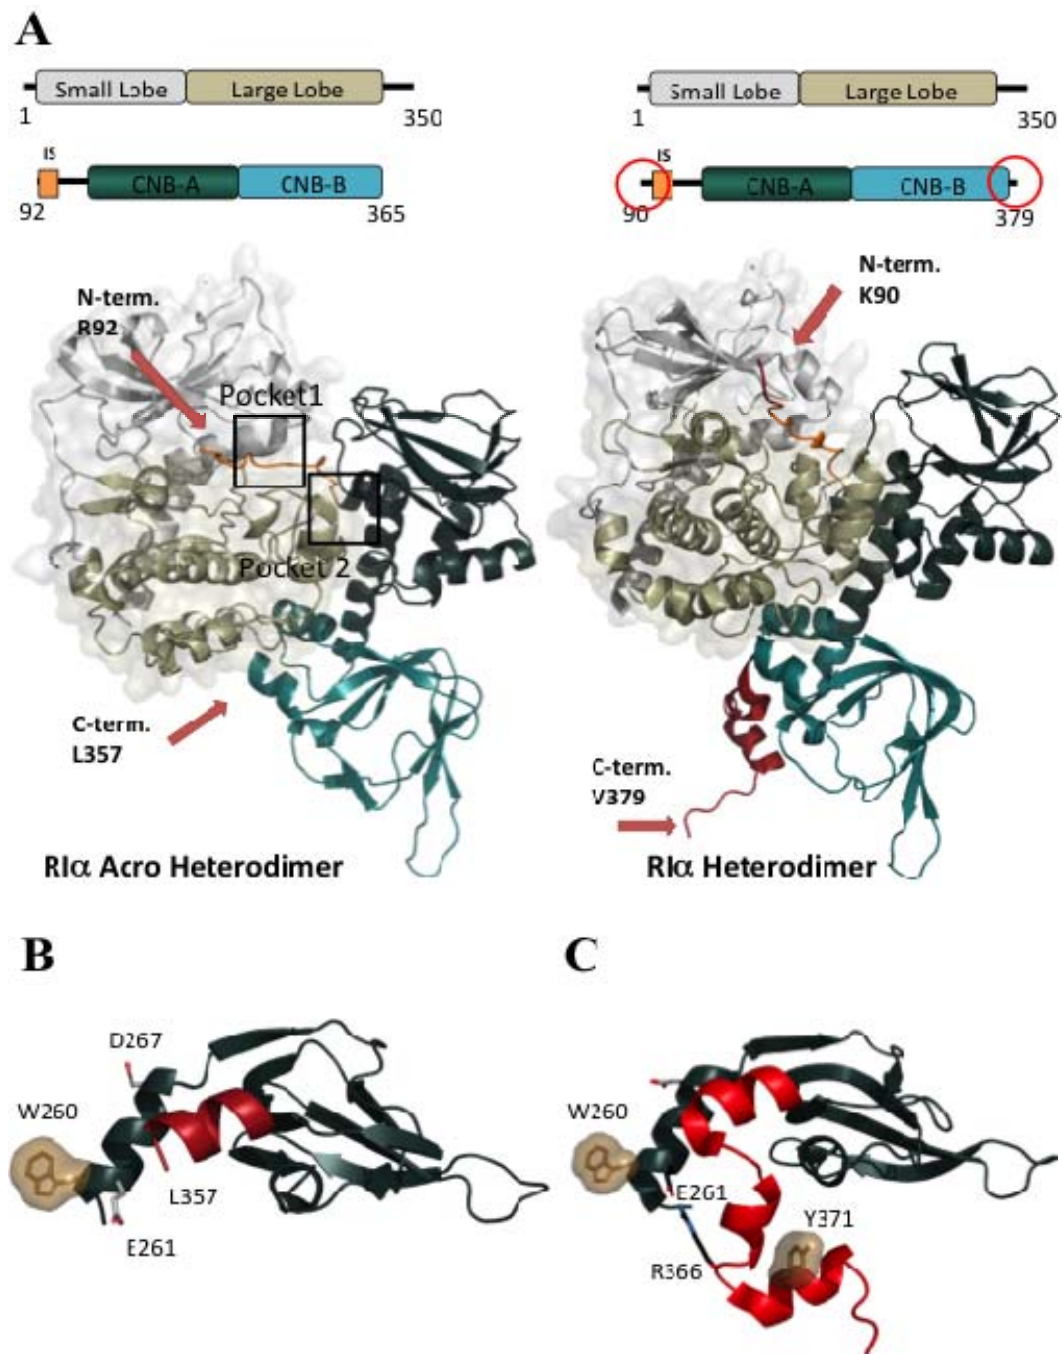 A
Small Lobe Large Lobe
1 350
IS
CNB-A CNB-B
92 365
Small Lobe Large Lobe
1 350
IS
CNB-A CNB-B
90 379
N-term.
R92
Pocket1
Pocket 2
C-term.
L357
RIα Acro Heterodimer
N-term.
K90
C-term.
V379
RIα Heterodimer
B
D267
W260
L357
E261
C
W260
E261
Y371
R366